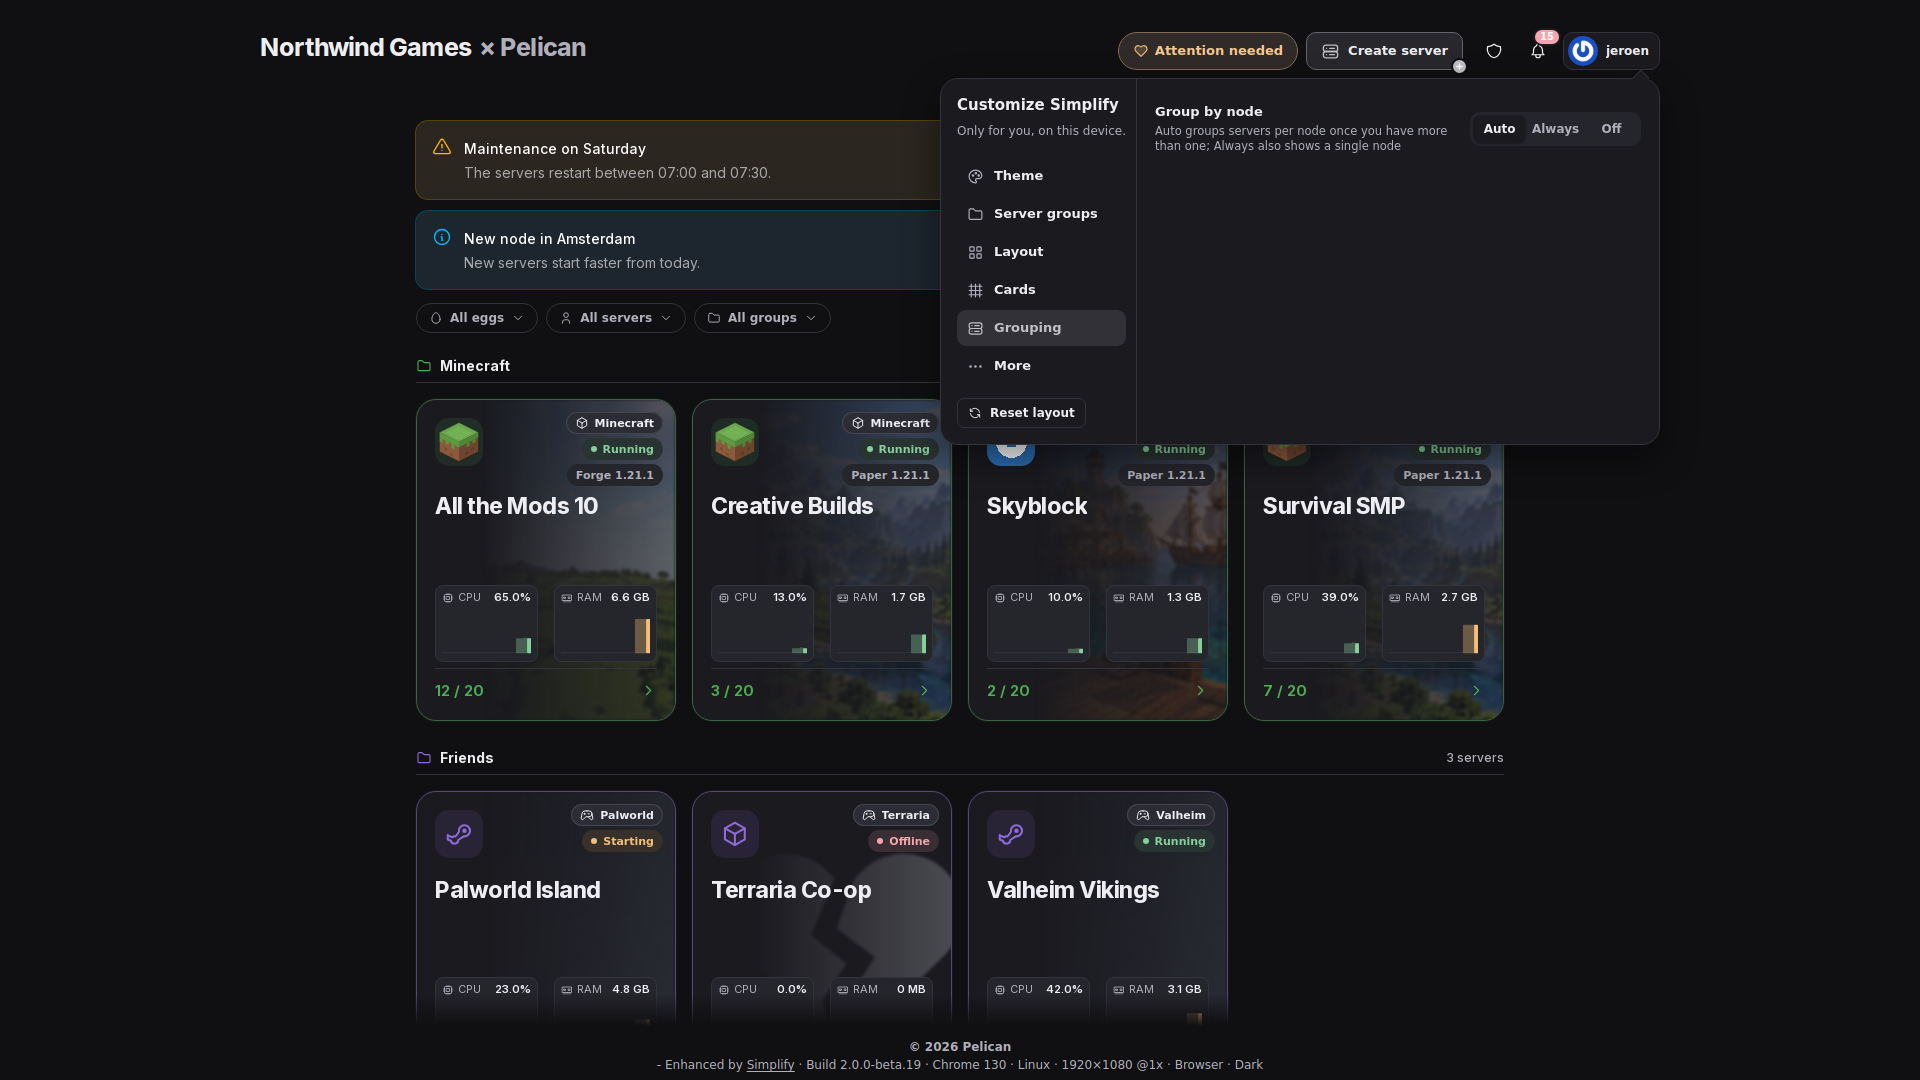 Northwind Games × Pelican
Attention needed
Create server
15
jeroen
Customize Simplify
Only for you, on this device.
Theme
Server groups
Layout
Cards
Grouping
More
Reset layout
Group by node
Auto groups servers per node once you have more
than one; Always also shows a single node
Auto Always Off
Maintenance on Saturday
The servers restart between 07:00 and 07:30.
New node in Amsterdam
New servers start faster from today.
All eggs
All servers
All groups
Minecraft
Minecraft
Running
Forge 1.21.1
All the Mods 10
CPU 65.0%
RAM 6.6 GB
12 / 20
Minecraft
Running
Paper 1.21.1
Creative Builds
CPU 13.0%
RAM 1.7 GB
3 / 20
Running
Paper 1.21.1
Skyblock
CPU 10.0%
RAM 1.3 GB
2 / 20
Running
Paper 1.21.1
Survival SMP
CPU 39.0%
RAM 2.7 GB
7 / 20
Friends
3 servers
Palworld
Starting
Palworld Island
CPU 23.0%
RAM 4.8 GB
Terraria
Offline
Terraria Co-op
CPU 0.0%
RAM 0 MB
Valheim
Running
Valheim Vikings
CPU 42.0%
RAM 3.1 GB
© 2026 Pelican
- Enhanced by Simplify · Build 2.0.0-beta.19 · Chrome 130 · Linux · 1920×1080 @1x · Browser · Dark